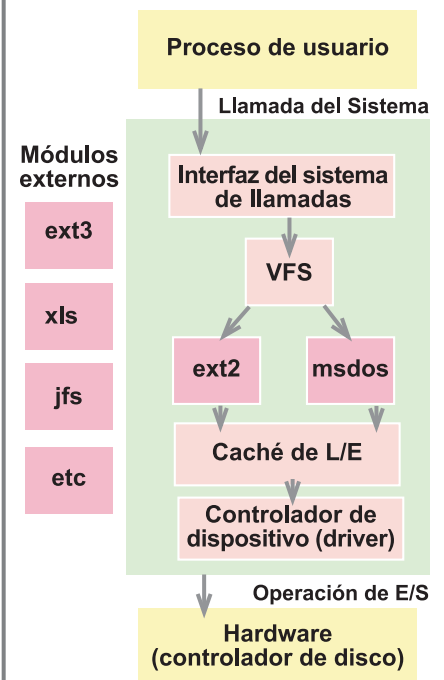 Proceso de usuario
Llamada del Sistema
Módulos
externos
ext3
xls
jfs
etc
Interfaz del sistema
de llamadas
VFS
ext2
msdos
Caché de L/E
Controlador de
dispositivo (driver)
Operación de E/S
Hardware
(controlador de disco)